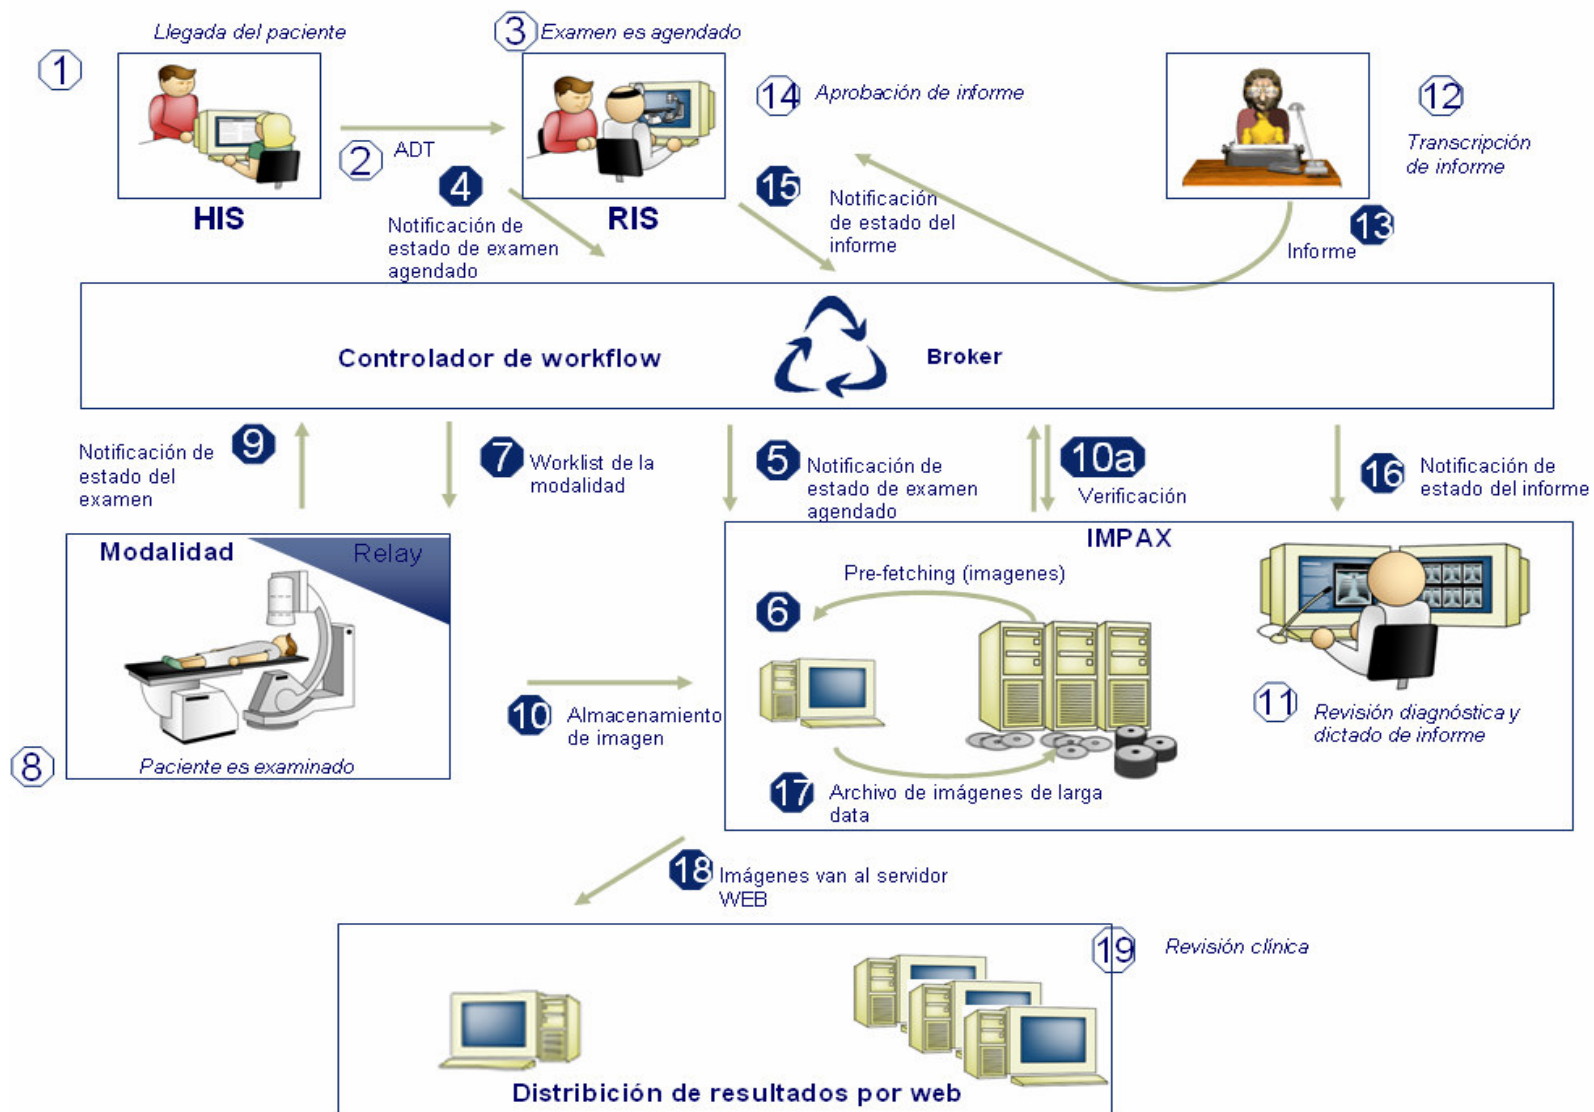 Llegada del paciente
3 Examen es agendado
1
14 Aprobación de informe
12
Transcripción
de informe
2 ADT
4
Notificación de
estado de examen
agendado
HIS
RIS
15
Notificación
de estado del
informe
13
Informe
Controlador de workflow
Broker
9
Notificación de
estado del
examen
7 Worklist de la
modalidad
5 Notificación de
estado de examen
agendado
10a
Verificación
16 Notificación de
estado del informe
Modalidad
Relay
IMPAX
Pre-fetching (imagenes)
6
8
Paciente es examinado
10 Almacenamiento
de imagen
11 Revisión diagnóstica y
dictado de informe
17 Archivo de imágenes de larga
data
18 Imágenes van al servidor
WEB
19 Revisión clínica
Distribición de resultados por web